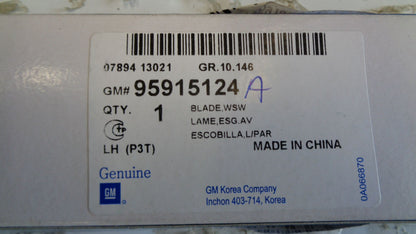 07894 13021 GR.10.146
GM# 95915124 A
QTY. 1 BLADE,WSW
LAME,ESG.AV
ESCOBILLA,L/PAR
LH (P3T) MADE IN CHINA
Genuine
GM
GM Korea Company
Inchon 403-714, Korea
0A066870